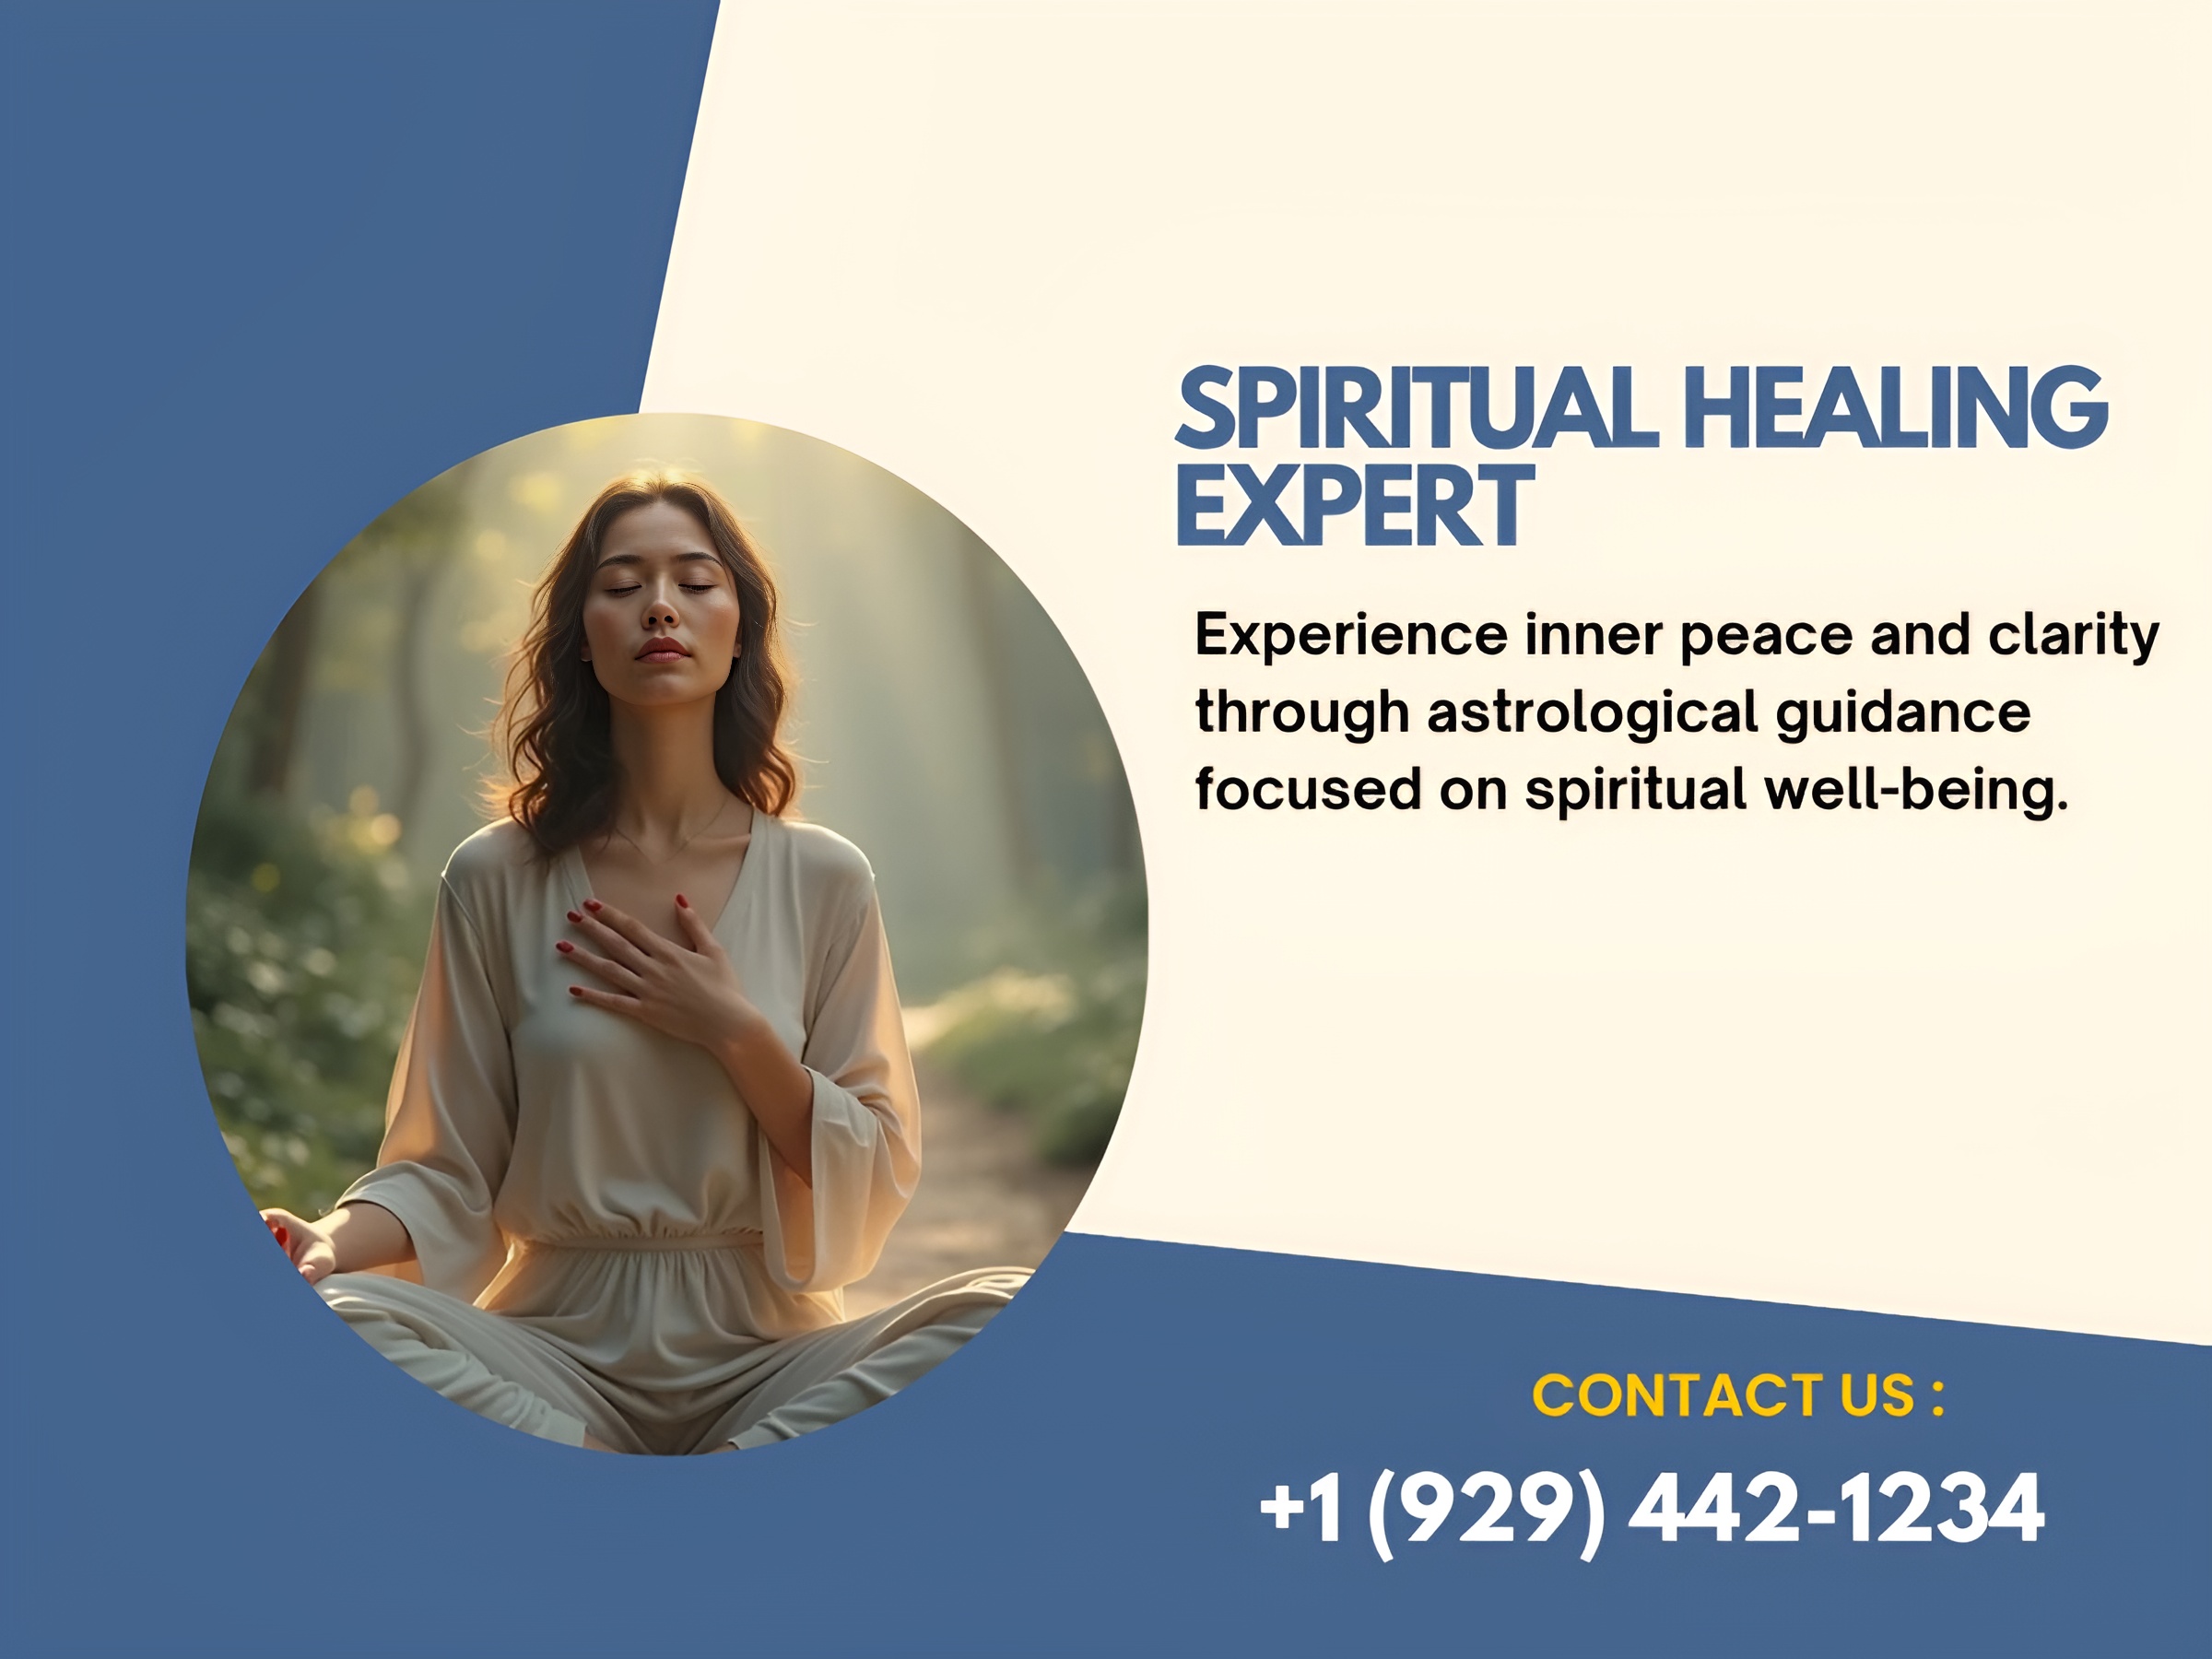 SPIRITUAL HEALING
EXPERT
Experience inner peace and clarity
through astrological guidance
focused on spiritual well-being.
CONTACT US :
+1 (929) 442-1234